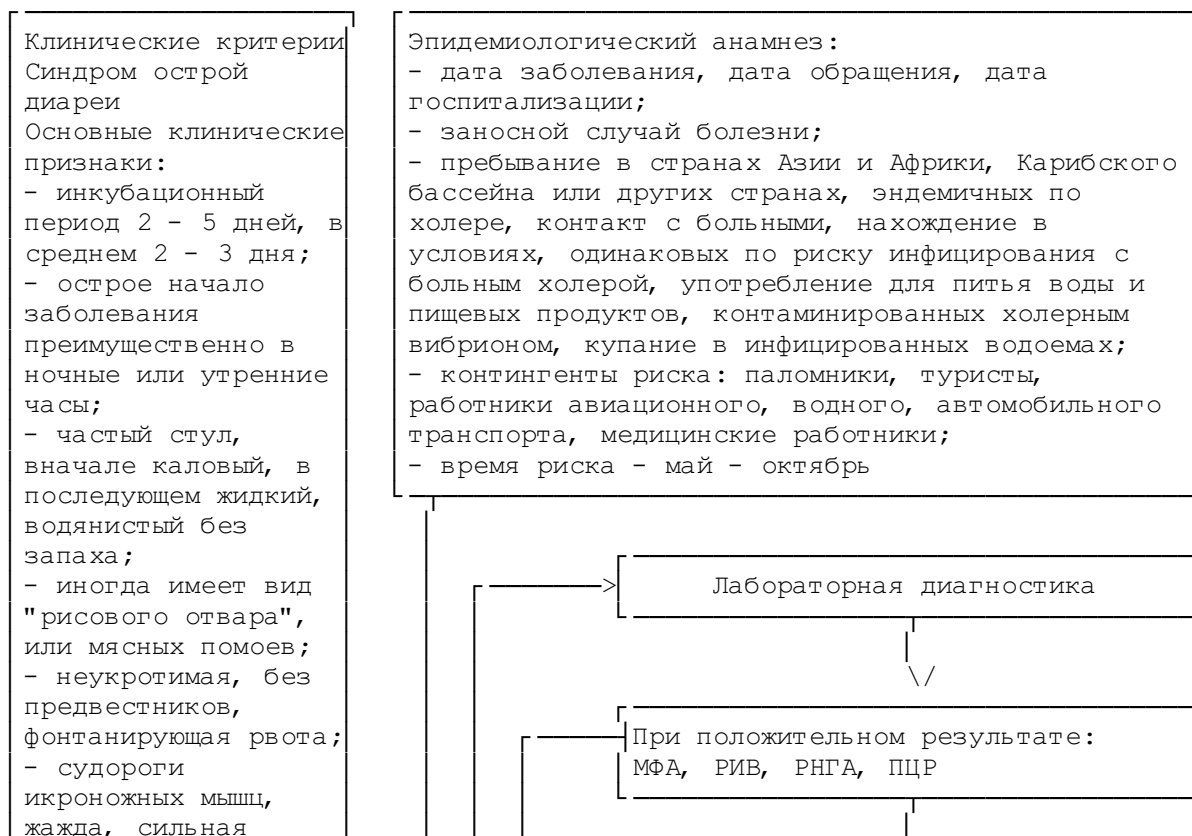 Клинические критерии
Синдром острой
диареи
Основные клинические
признаки:
- инкубационный
период 2 - 5 дней, в
среднем 2 - 3 дня;
- острое начало
заболевания
преимущественно в
ночные или утренние
часы;
- частый стул,
вначале каловый, в
последующем жидкий,
водянистый без
запаха;
- иногда имеет вид
"рисового отвара",
или мясных помоев;
- неукротимая, без
предвестников,
фонтанирующая рвота;
- судороги
икроножных мышц,
жажда, сильная
Эпидемиологический анамнез:
- дата заболевания, дата обращения, дата
госпитализации;
- заносной случай болезни;
- пребывание в странах Азии и Африки, Карибского
бассейна или других странах, эндемичных по
холере, контакт с больными, нахождение в
условиях, одинаковых по риску инфицирования с
больным холерой, употребление для питья воды и
пищевых продуктов, контаминированных холерным
вибрионом, купание в инфицированных водоемах;
- контингенты риска: паломники, туристы,
работники авиационного, водного, автомобильного
транспорта, медицинские работники;
- время риска - май - октябрь
Лабораторная диагностика
При положительном результате:
МФА, РИВ, РНГА, ПЦР